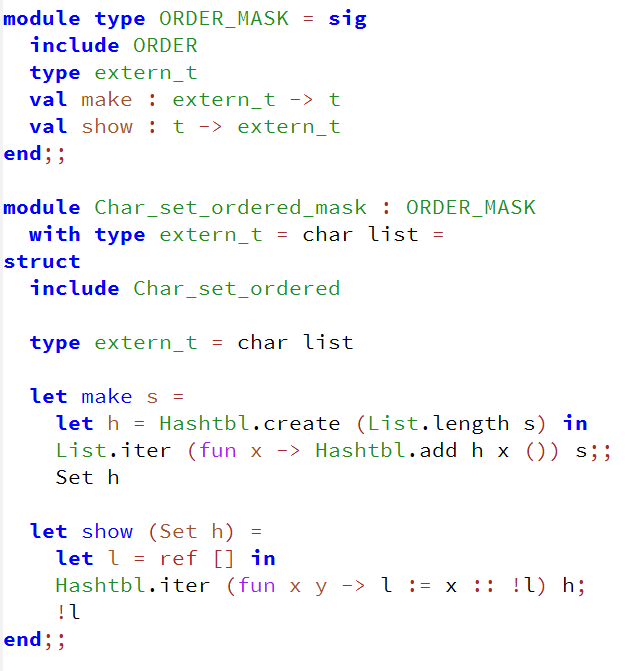 module type ORDER_MASK = sig
  include ORDER
  type extern_t
  val make : extern_t -> t
  val show : t -> extern_t
end;;

module Char_set_ordered_mask : ORDER_MASK
  with type extern_t = char list =
struct
  include Char_set_ordered

  type extern_t = char list

  let make s =
    let h = Hashtbl.create (List.length s) in
    List.iter (fun x -> Hashtbl.add h x ()) s;;
    Set h

  let show (Set h) =
    let l = ref [] in
    Hashtbl.iter (fun x y -> l := x :: !l) h;
    !l
end;;